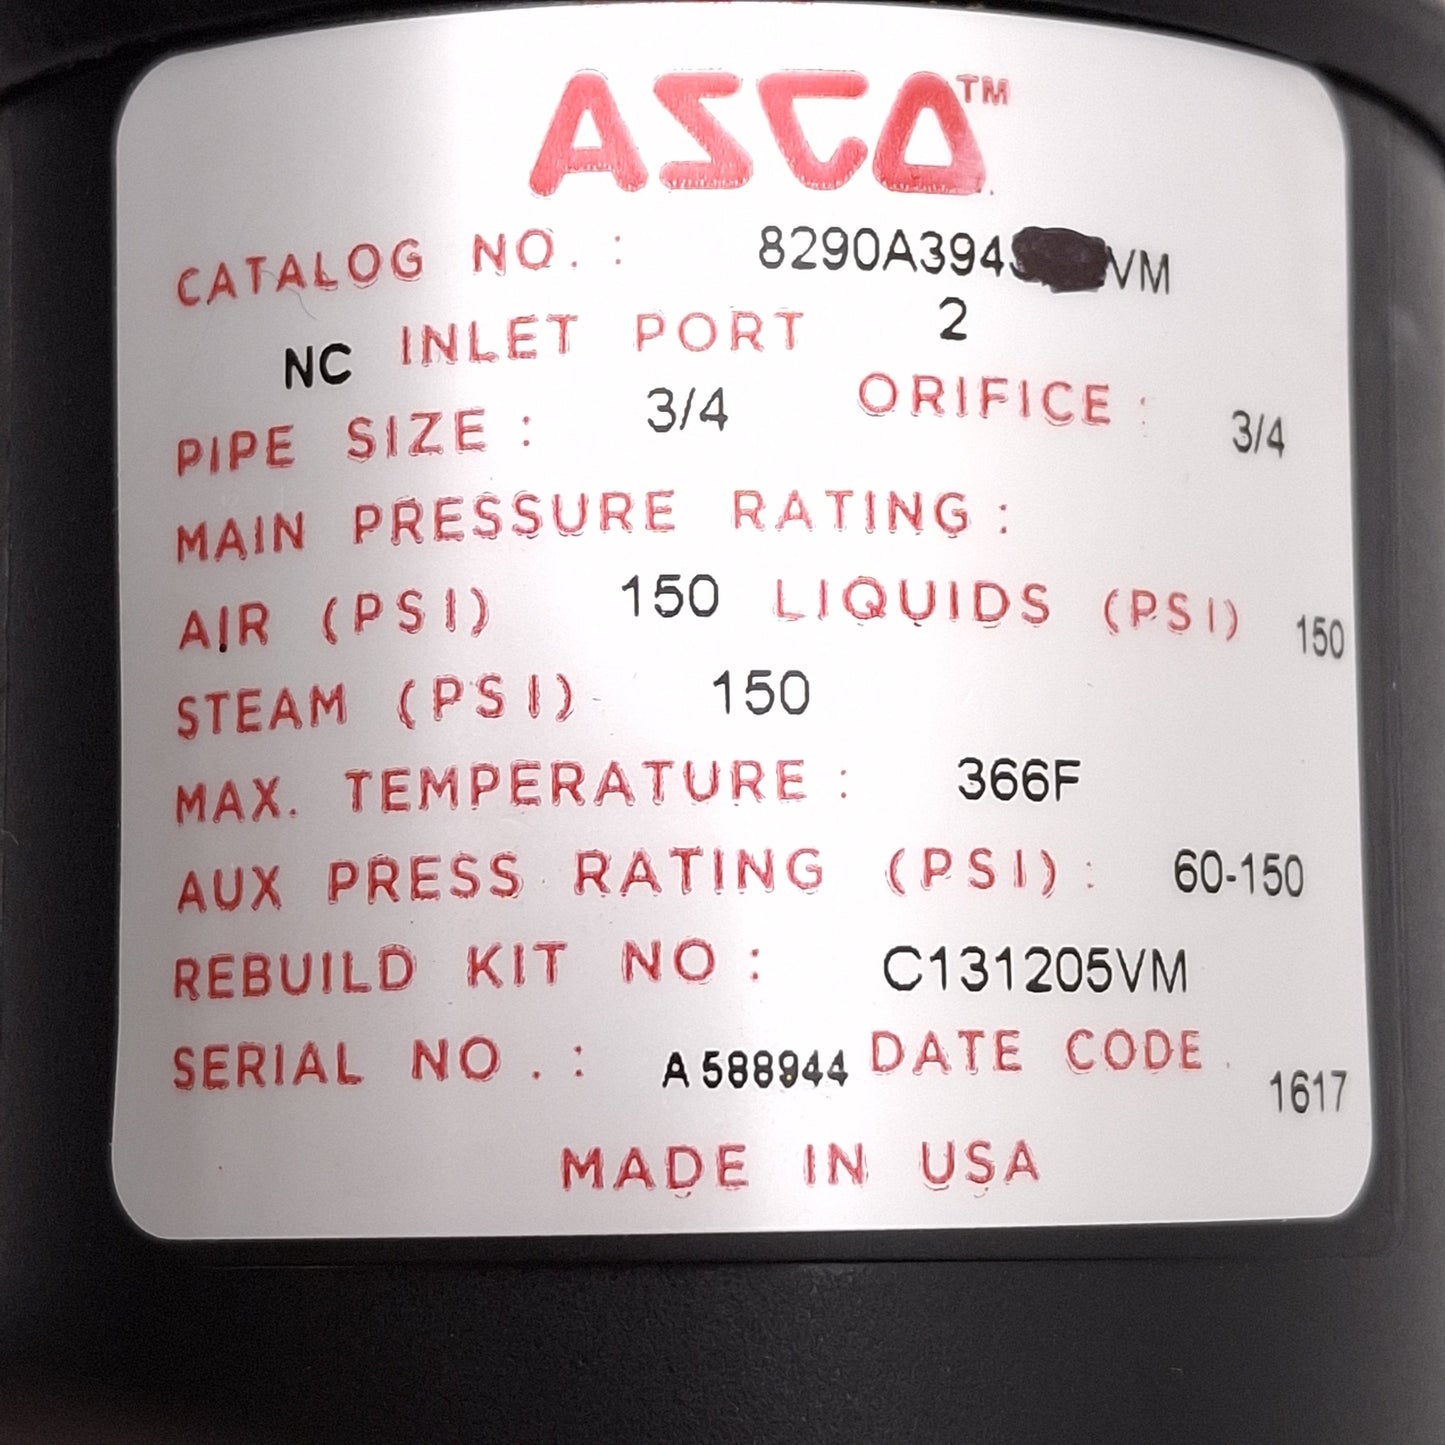 ASCO™
CATALOG NO.: 8290A394 VM
NC INLET PORT 2
PIPE SIZE: 3/4 ORIFICE: 3/4
MAIN PRESSURE RATING:
AIR (PSI) 150 LIQUIDS (PSI) 150
STEAM (PSI) 150
MAX. TEMPERATURE: 366F
AUX PRESS RATING (PSI): 60-150
REBUILD KIT NO: C131205VM
SERIAL NO.: A588944 DATE CODE 1617
MADE IN USA